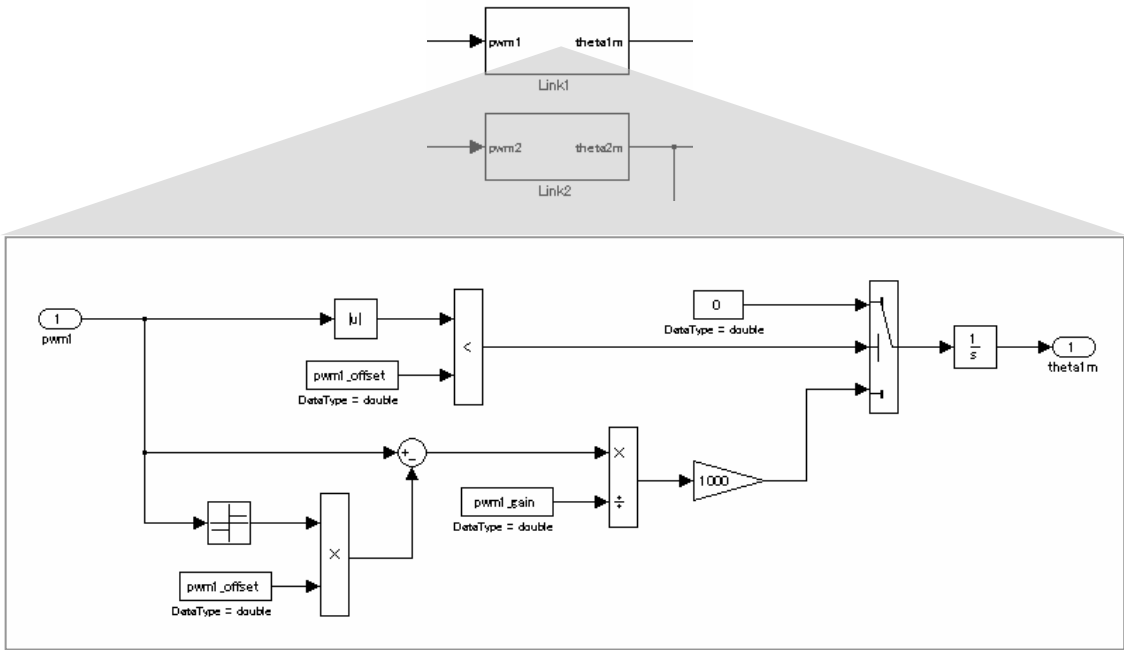 pwm1 theta1m
Link1
pwm2 theta2m
Link2
1
pwm1
|u|
pwm1_offset
DataType = double
<
0
DataType = double
1
s
1
theta1m
+
-
×
÷
pwm1_gain
DataType = double
1000
pwm1_offset
DataType = double
×